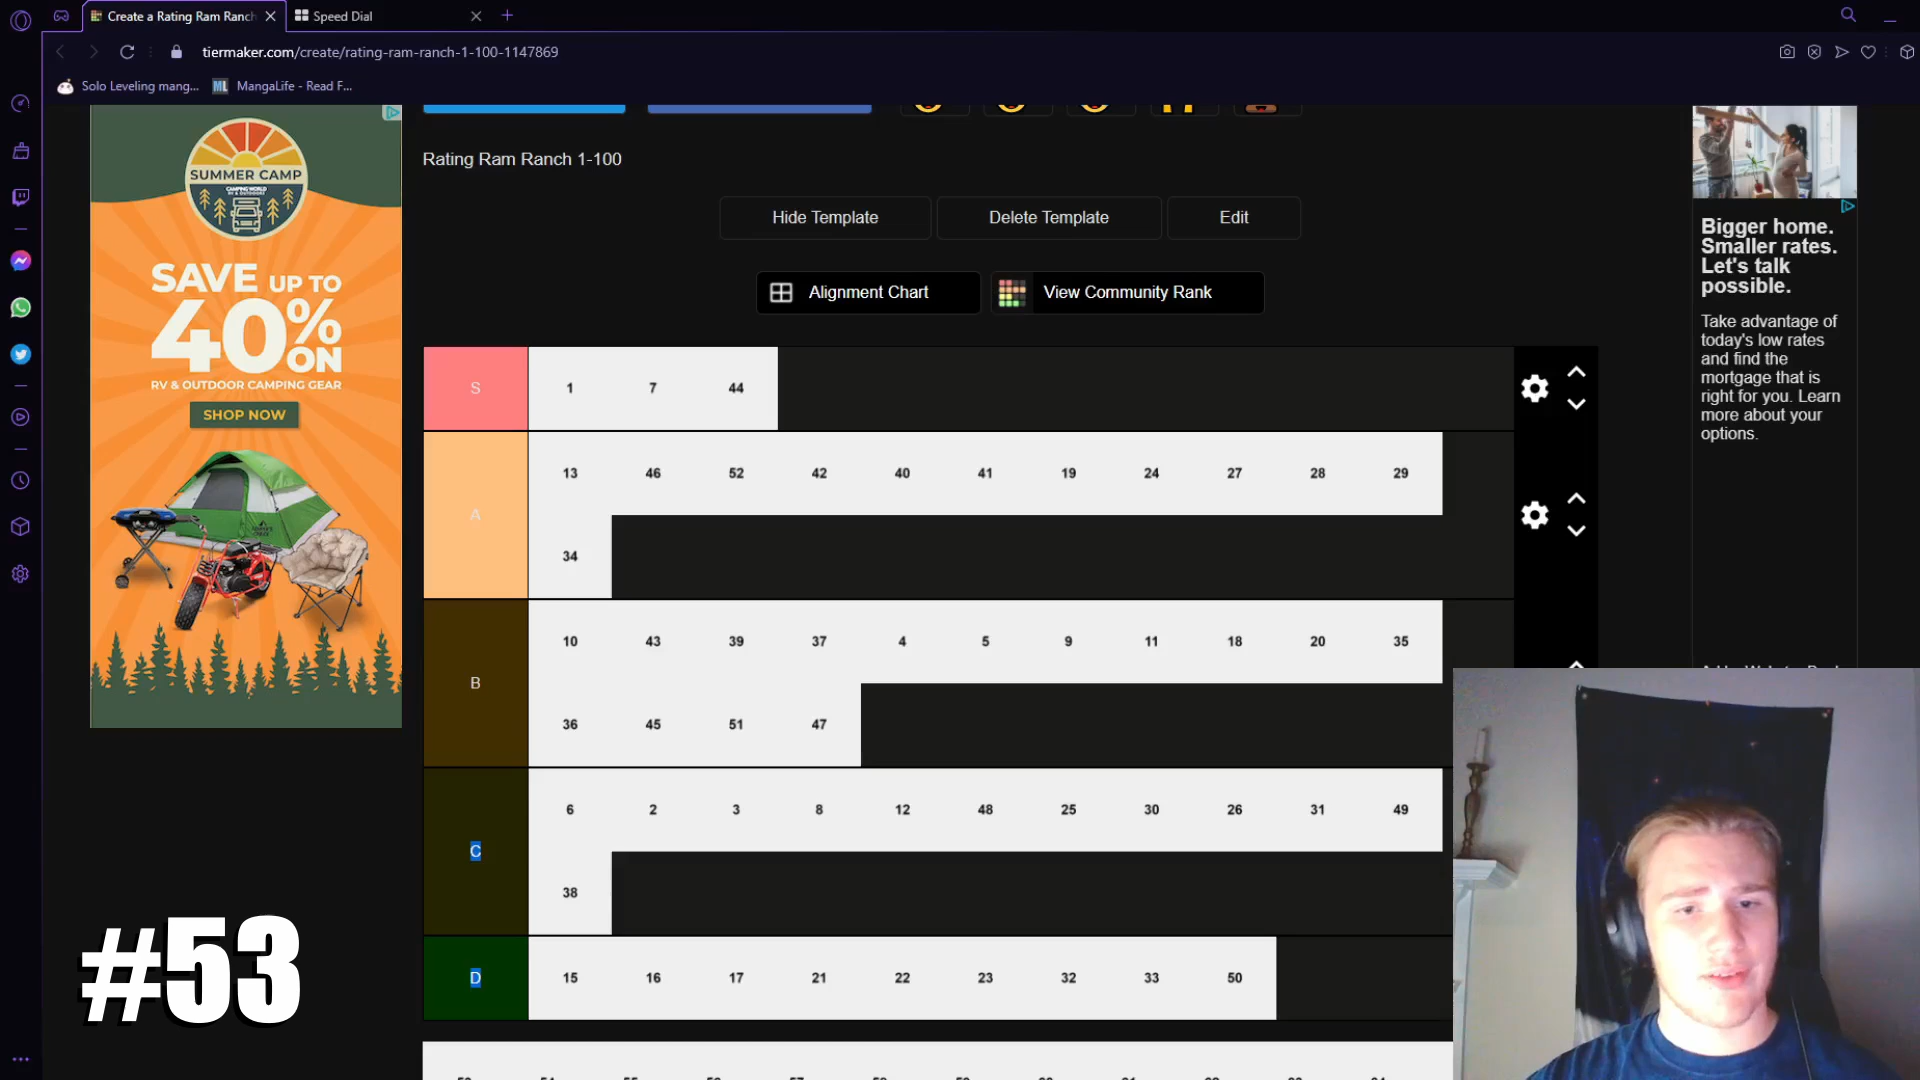 Create a Rating Ram Ranch
Speed Dial
tiermaker.com/create/rating-ram-ranch-1-100-1147869
Solo Leveling mang...
ML MangaLife - Read F...
Rating Ram Ranch 1-100
Hide Template
Delete Template
Edit
Alignment Chart
View Community Rank
SUMMER CAMP
CAMPING WORLD
RV & OUTDOORS
SAVE UP TO
40% ON
RV & OUTDOOR CAMPING GEAR
SHOP NOW
Bigger home.
Smaller rates.
Let's talk
possible.
Take advantage of
today's low rates
and find the
mortgage that is
right for you. Learn
more about your
options.
S 1 7 44
A 13 46 52 42 40 41 19 24 27 28 29
34
B 10 43 39 37 4 5 9 11 18 20 35
36 45 51 47
C 6 2 3 8 12 48 25 30 26 31 49
38
D 15 16 17 21 22 23 32 33 50
#53